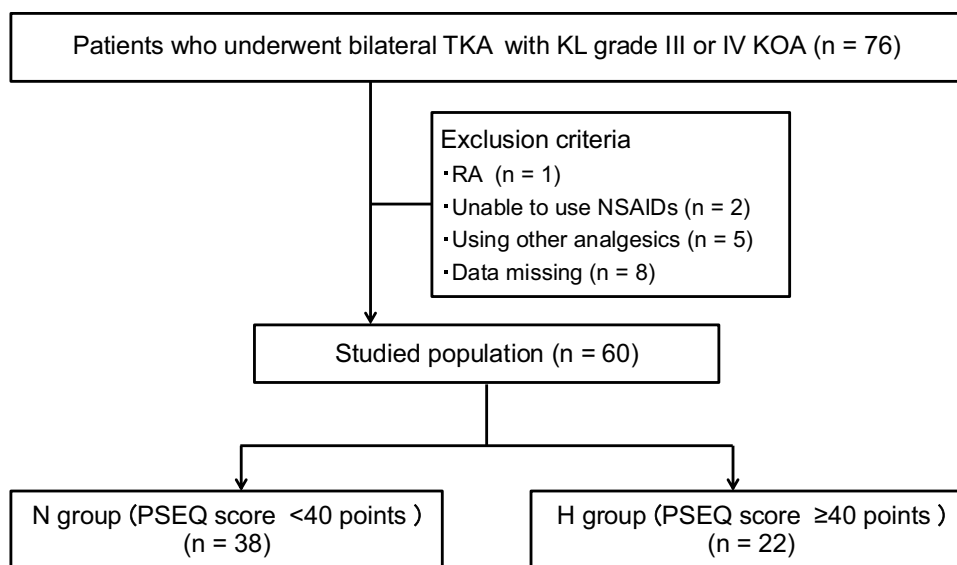 Patients who underwent bilateral TKA with KL grade III or IV KOA (n = 76)
Exclusion criteria
・RA (n = 1)
・Unable to use NSAIDs (n = 2)
・Using other analgesics (n = 5)
・Data missing (n = 8)
Studied population (n = 60)
N group (PSEQ score <40 points)
(n = 38)
H group (PSEQ score ≥40 points)
(n = 22)